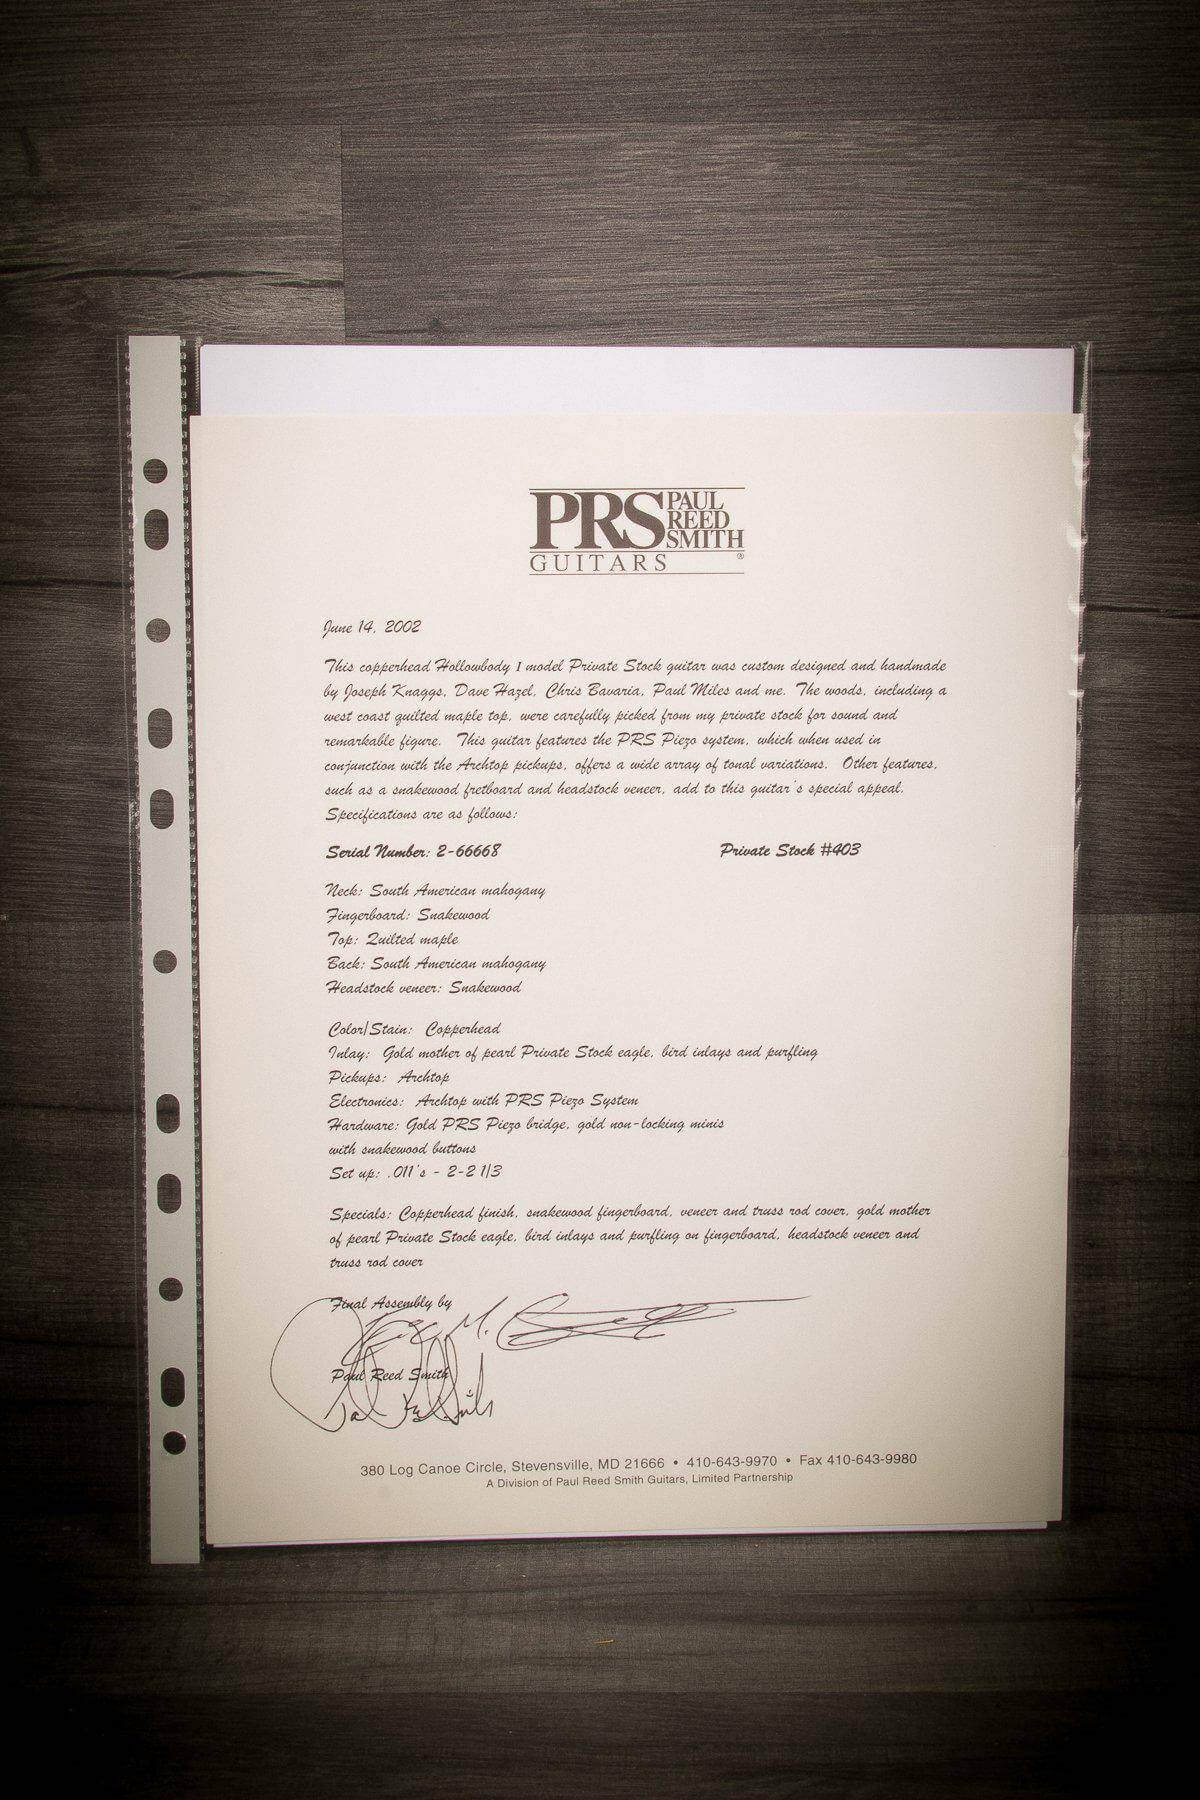 PRS PAUL
REED
SMITH
GUITARS ®
June 14, 2002
This copperhead Hollowbody I model Private Stock guitar was custom designed and handmade
by Joseph Knaggs, Dave Hazel, Chris Bavaria, Paul Miles and me. The woods, including a
west coast quilted maple top, were carefully picked from my private stock for sound and
remarkable figure. This guitar features the PRS Piezo system, which when used in
conjunction with the Archtop pickups, offers a wide array of tonal variations. Other features,
such as a snakewood fretboard and headstock veneer, add to this guitar's special appeal.
Specifications are as follows:
Serial Number: 2-66668 Private Stock #403
Neck: South American mahogany
Fingerboard: Snakewood
Top: Quilted maple
Back: South American mahogany
Headstock veneer: Snakewood
Color/Stain: Copperhead
Inlay: Gold mother of pearl Private Stock eagle, bird inlays and purfling
Pickups: Archtop
Electronics: Archtop with PRS Piezo System
Hardware: Gold PRS Piezo bridge, gold non-locking minis
with snakewood buttons
Set up: .011's - 2-2 1/3
Specials: Copperhead finish, snakewood fingerboard, veneer and truss rod cover, gold mother
of pearl Private Stock eagle, bird inlays and purfling on fingerboard, headstock veneer and
truss rod cover
Final Assembly by
Paul Reed Smith
380 Log Canoe Circle, Stevensville, MD 21666 • 410-643-9970 • Fax 410-643-9980
A Division of Paul Reed Smith Guitars, Limited Partnership